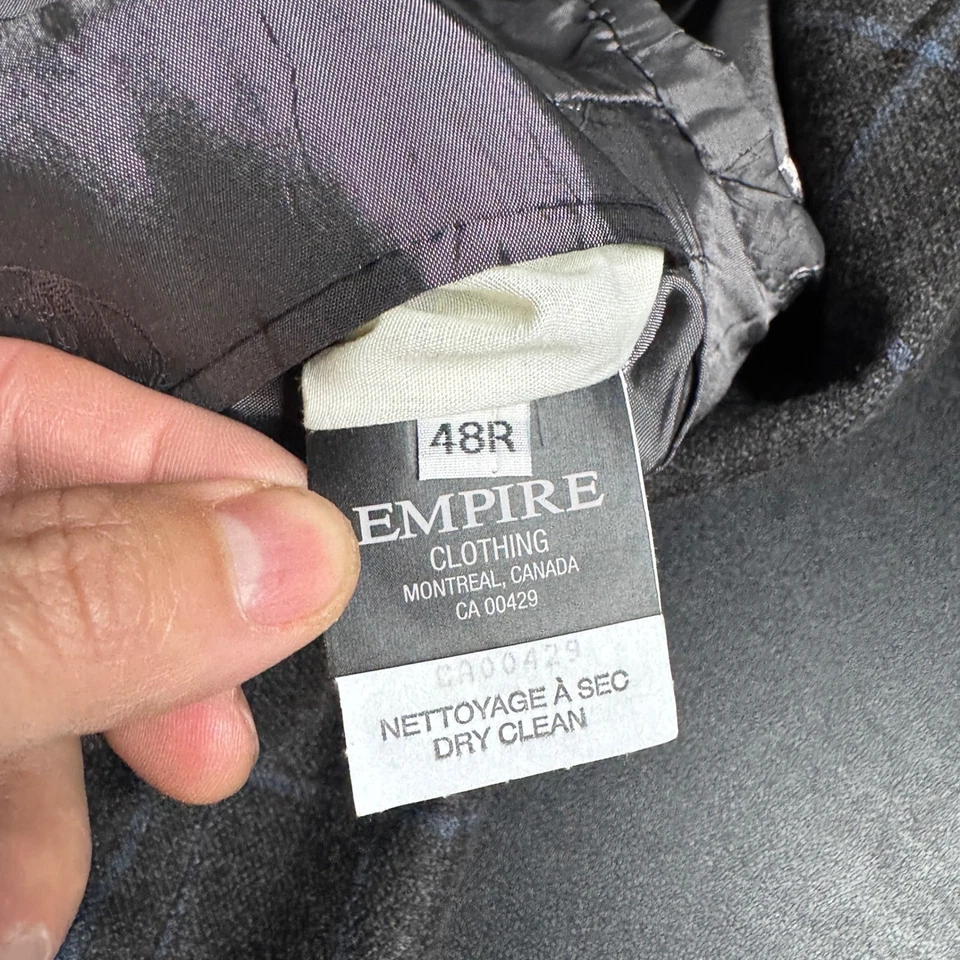 48R
EMPIRE
CLOTHING
MONTREAL, CANADA
CA 00429
CA00429
NETTOYAGE À SEC
DRY CLEAN